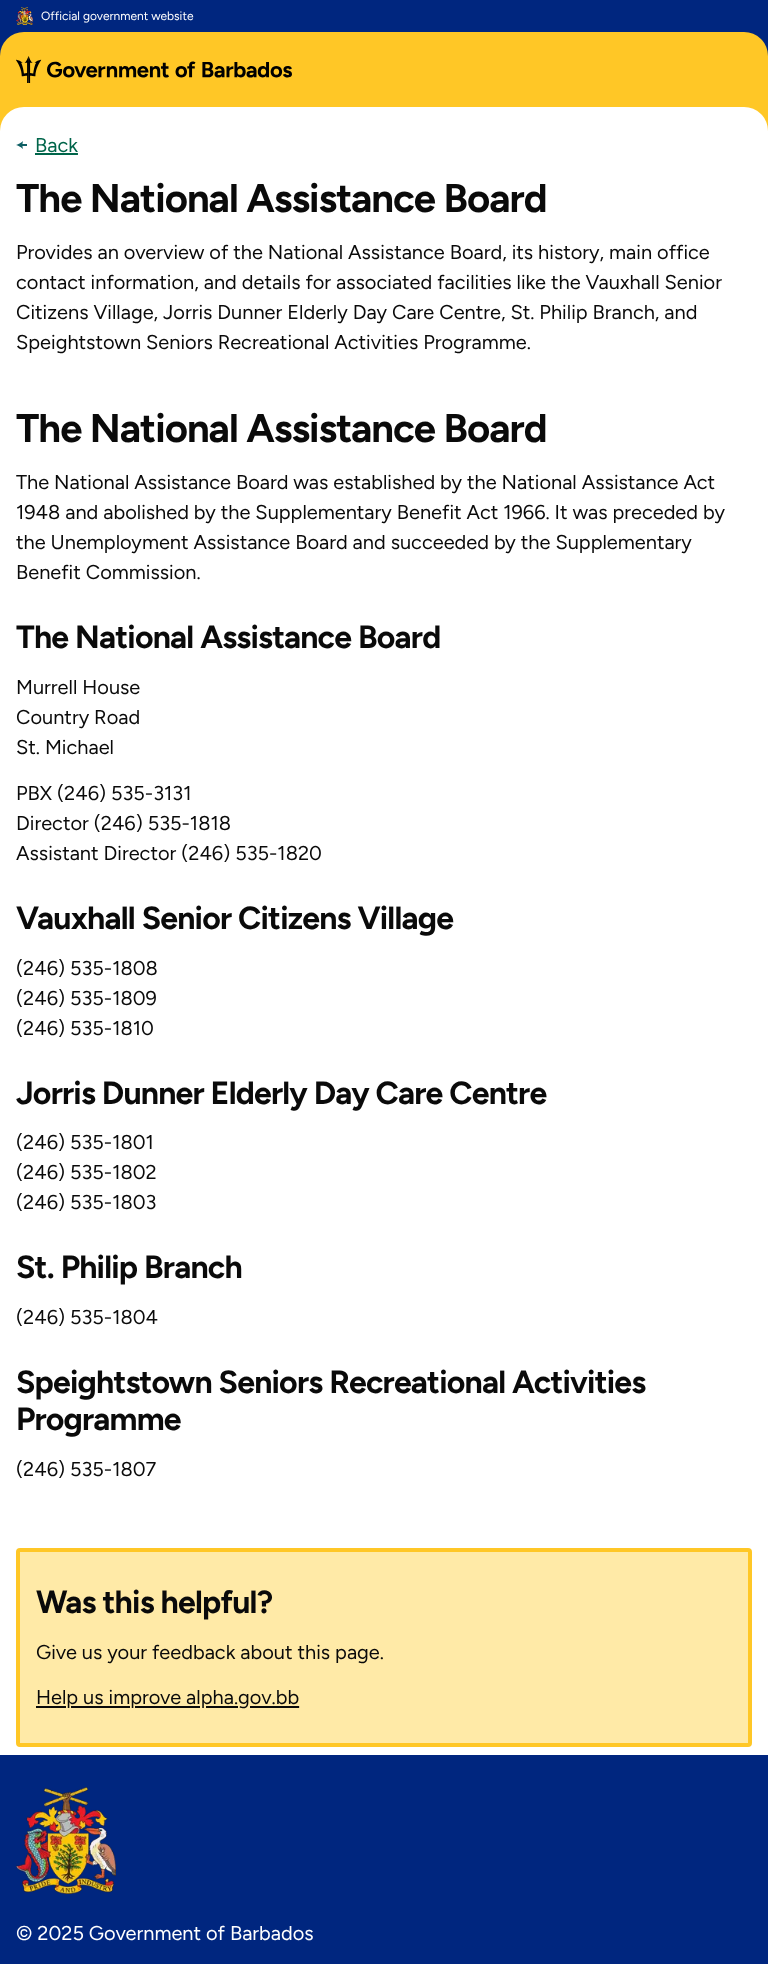 Official government website
Government of Barbados
Back
The National Assistance Board
Provides an overview of the National Assistance Board, its history, main office
contact information, and details for associated facilities like the Vauxhall Senior
Citizens Village, Jorris Dunner Elderly Day Care Centre, St. Philip Branch, and
Speightstown Seniors Recreational Activities Programme.
The National Assistance Board
The National Assistance Board was established by the National Assistance Act
1948 and abolished by the Supplementary Benefit Act 1966. It was preceded by
the Unemployment Assistance Board and succeeded by the Supplementary
Benefit Commission.
The National Assistance Board
Murrell House
Country Road
St. Michael
PBX (246) 535-3131
Director (246) 535-1818
Assistant Director (246) 535-1820
Vauxhall Senior Citizens Village
(246) 535-1808
(246) 535-1809
(246) 535-1810
Jorris Dunner Elderly Day Care Centre
(246) 535-1801
(246) 535-1802
(246) 535-1803
St. Philip Branch
(246) 535-1804
Speightstown Seniors Recreational Activities
Programme
(246) 535-1807
Was this helpful?
Give us your feedback about this page.
Help us improve alpha.gov.bb
PRIDE AND INDUSTRY
© 2025 Government of Barbados